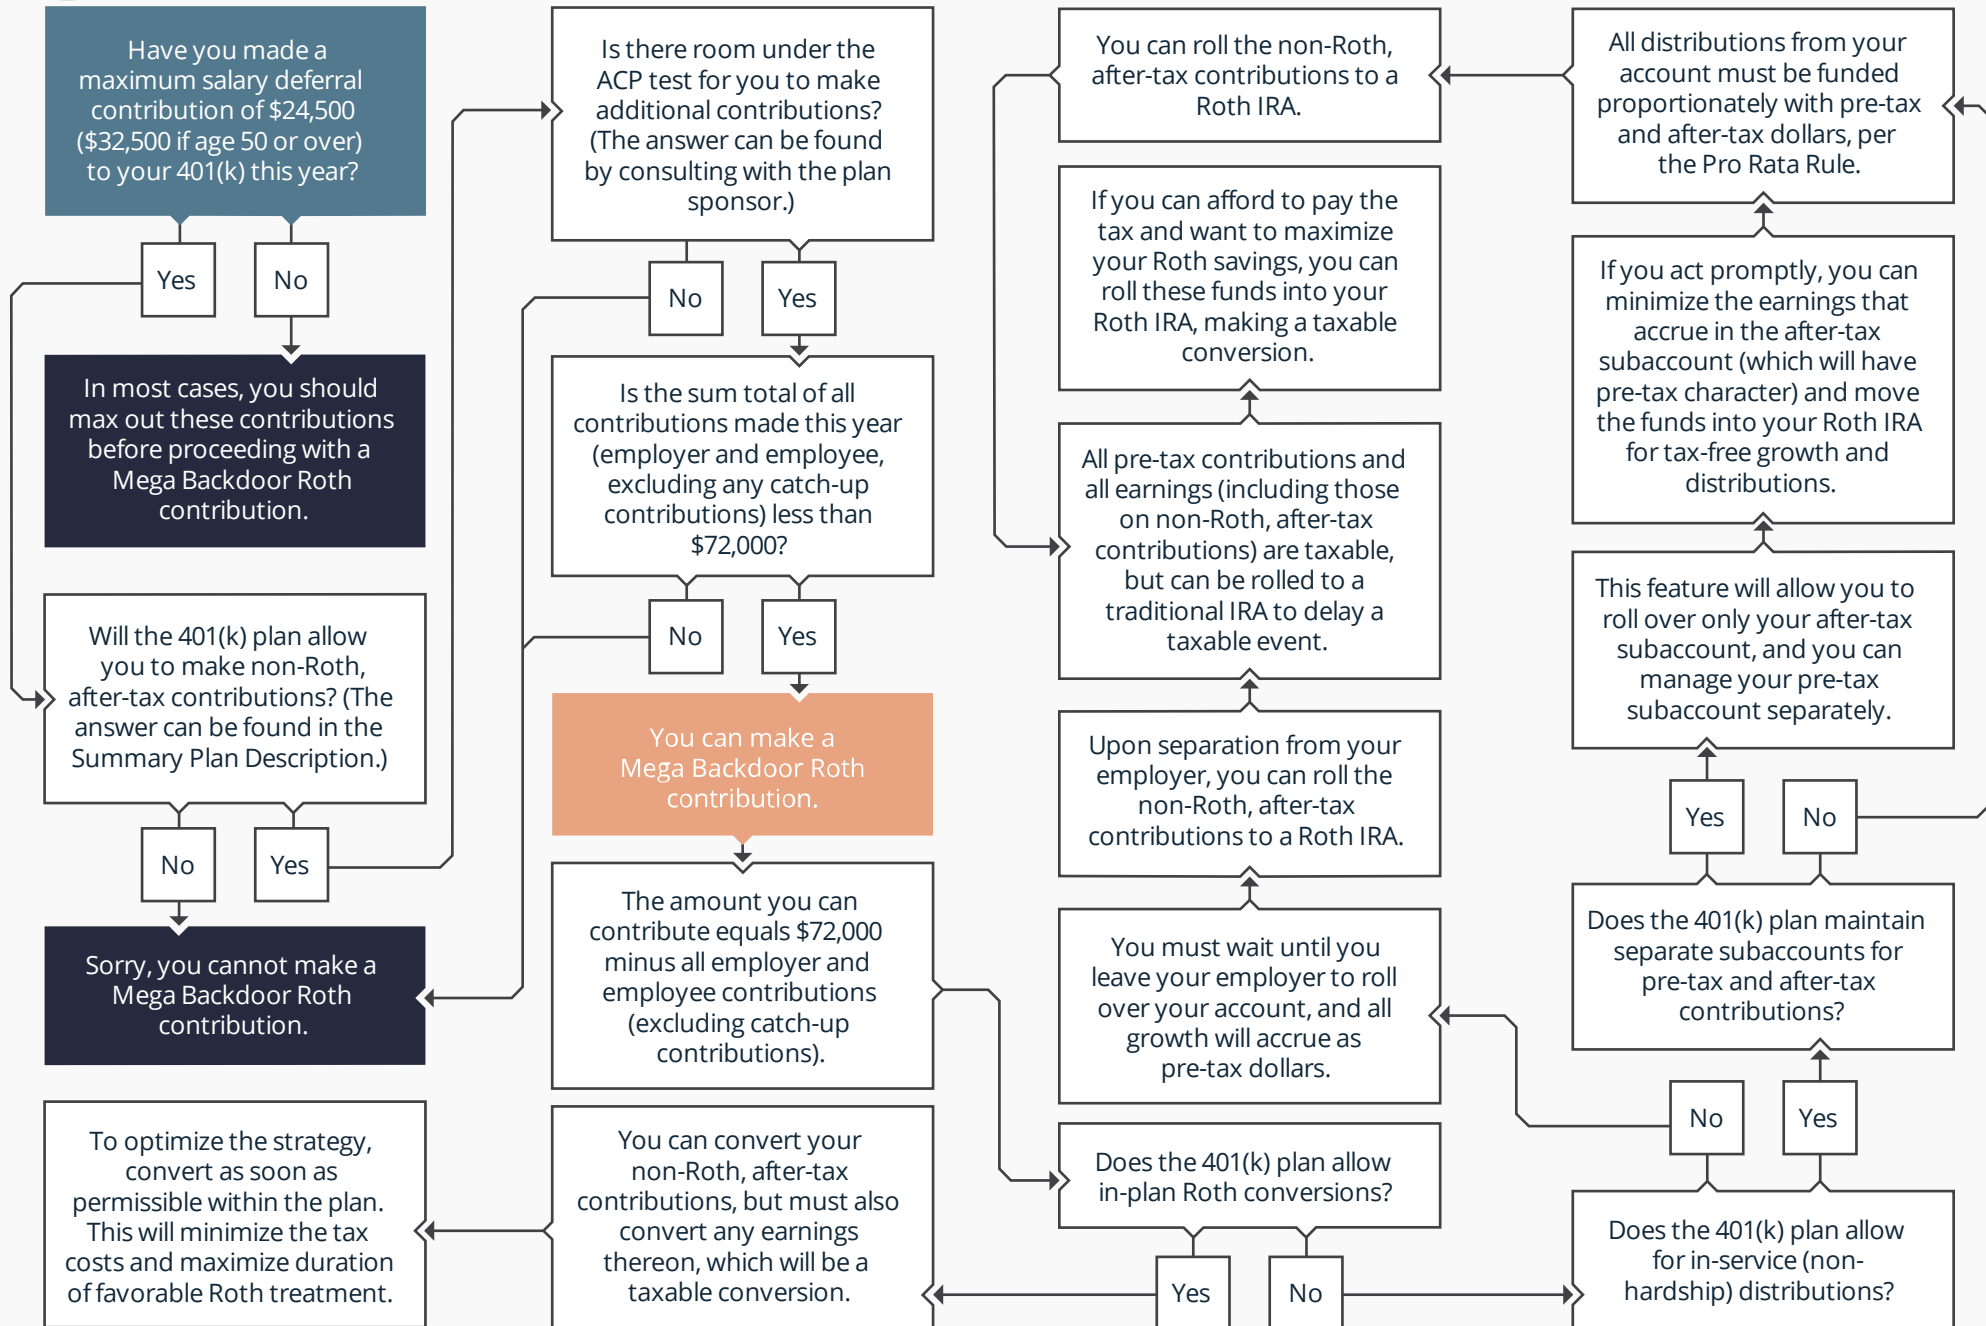 Have you made a
maximum salary deferral
contribution of $24,500
($32,500 if age 50 or over)
to your 401(k) this year?
Yes
No
In most cases, you should
max out these contributions
before proceeding with a
Mega Backdoor Roth
contribution.
Will the 401(k) plan allow
you to make non-Roth,
after-tax contributions? (The
answer can be found in the
Summary Plan Description.)
No
Yes
Sorry, you cannot make a
Mega Backdoor Roth
contribution.
To optimize the strategy,
convert as soon as
permissible within the plan.
This will minimize the tax
costs and maximize duration
of favorable Roth treatment.
Is there room under the
ACP test for you to make
additional contributions?
(The answer can be found
by consulting with the plan
sponsor.)
No
Yes
Is the sum total of all
contributions made this year
(employer and employee,
excluding any catch-up
contributions) less than
$72,000?
No
Yes
You can make a
Mega Backdoor Roth
contribution.
The amount you can
contribute equals $72,000
minus all employer and
employee contributions
(excluding catch-up
contributions).
You can convert your
non-Roth, after-tax
contributions, but must also
convert any earnings
thereon, which will be a
taxable conversion.
You can roll the non-Roth,
after-tax contributions to a
Roth IRA.
If you can afford to pay the
tax and want to maximize
your Roth savings, you can
roll these funds into your
Roth IRA, making a taxable
conversion.
All pre-tax contributions and
all earnings (including those
on non-Roth, after-tax
contributions) are taxable,
but can be rolled to a
traditional IRA to delay a
taxable event.
Upon separation from your
employer, you can roll the
non-Roth, after-tax
contributions to a Roth IRA.
You must wait until you
leave your employer to roll
over your account, and all
growth will accrue as
pre-tax dollars.
Does the 401(k) plan allow
in-plan Roth conversions?
Yes
No
All distributions from your
account must be funded
proportionately with pre-tax
and after-tax dollars, per
the Pro Rata Rule.
If you act promptly, you can
minimize the earnings that
accrue in the after-tax
subaccount (which will have
pre-tax character) and move
the funds into your Roth IRA
for tax-free growth and
distributions.
This feature will allow you to
roll over only your after-tax
subaccount, and you can
manage your pre-tax
subaccount separately.
Yes
No
Does the 401(k) plan maintain
separate subaccounts for
pre-tax and after-tax
contributions?
No
Yes
Does the 401(k) plan allow
for in-service (non-
hardship) distributions?